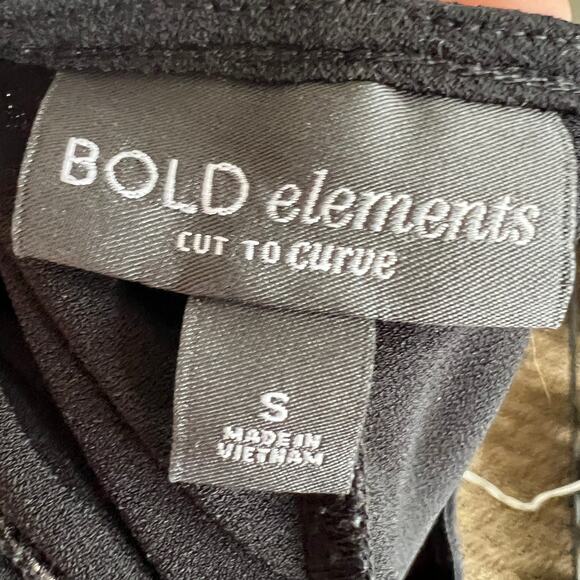 BOLD elements
CUT TO curve
S
MADE IN
VIETNAM